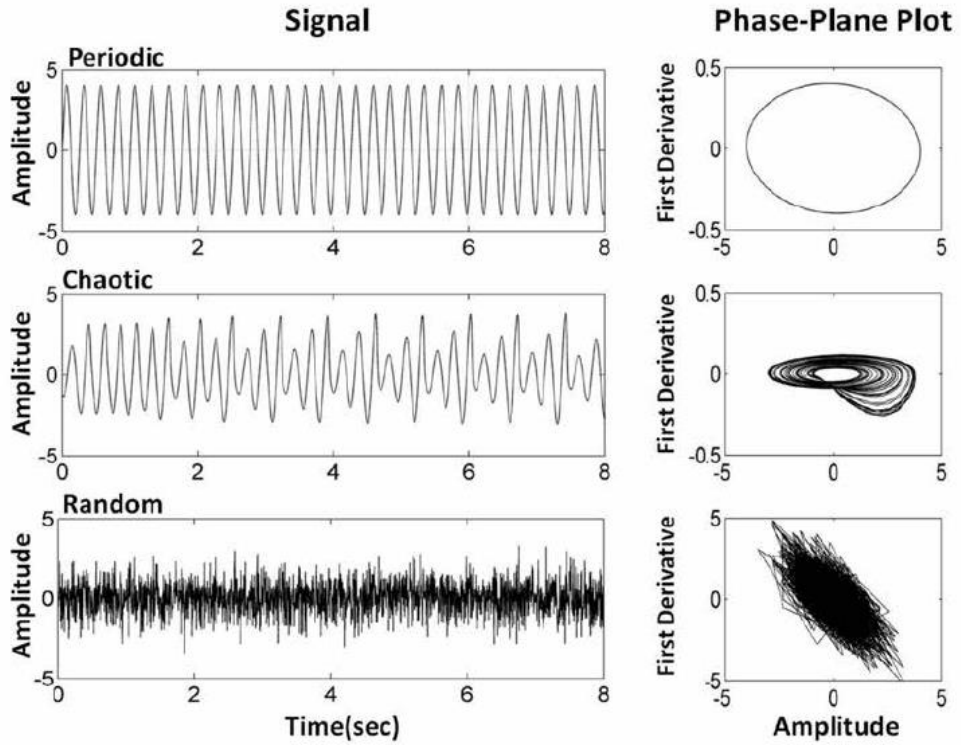 Signal
Phase-Plane Plot
Periodic
Amplitude
5
0
-5
0 2 4 6 8
First Derivative
0.5
0
-0.5
-5 0 5
Chaotic
Amplitude
5
0
-5
0 2 4 6 8
First Derivative
0.5
0
-0.5
-5 0 5
Random
Amplitude
5
0
-5
0 2 4 6 8
Time(sec)
First Derivative
5
0
-5
-5 0 5
Amplitude